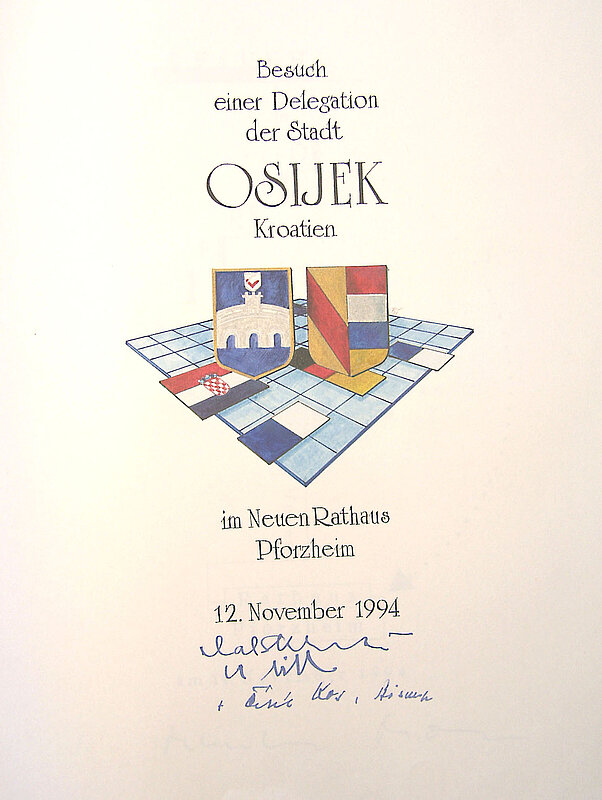 Besuch
einer Delegation
der Stadt
OSIJEK
Kroatien
im Neuen Rathaus
Pforzheim
12. November 1994